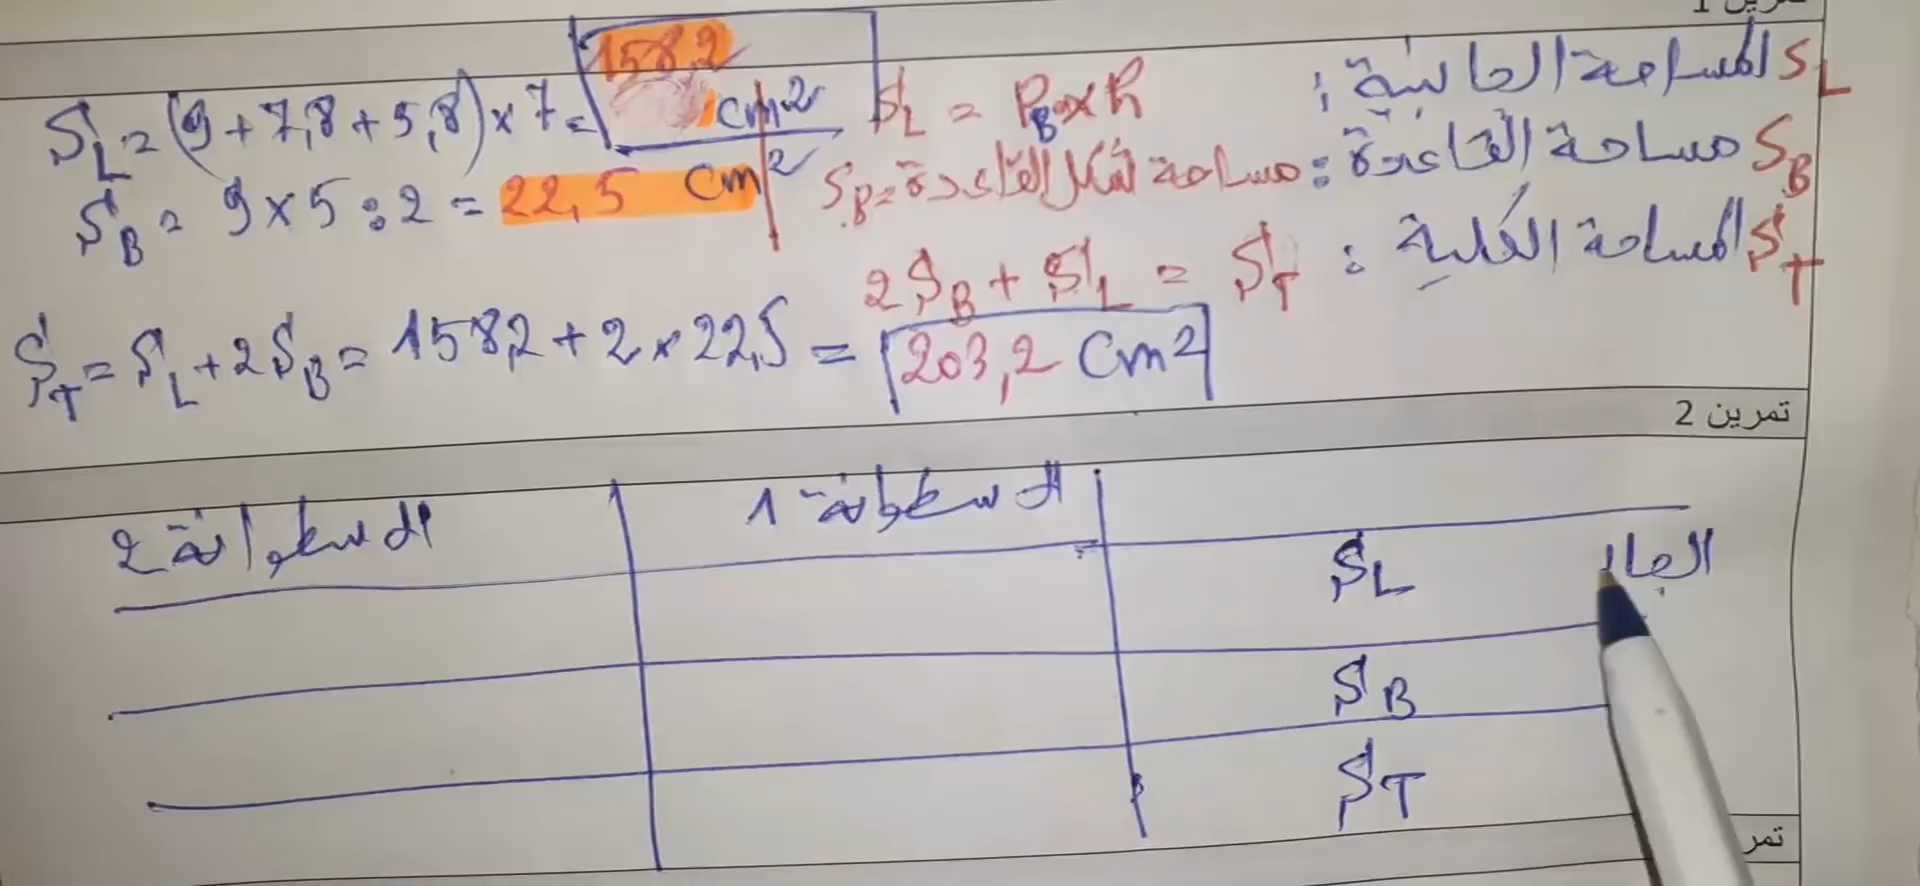 تمرين 1
المساحة الجانبية: S_L
S_L = P_B × h
S_L = (9 + 7,8 + 5,8) × 7 = 158,2 cm²
مساحة القاعدة: S_B
S_B = مساحة شكل القاعدة
S_B = 9 × 5 : 2 = 22,5 cm²
المساحة الكلية: S_T
2S_B + S_L = S_T
S_T = S_L + 2S_B = 158,2 + 2 × 22,5 = 203,2 cm²
تمرين 2
الاسطوانة 1 الاسطوانة 2
S_L
S_B
S_T
تمر